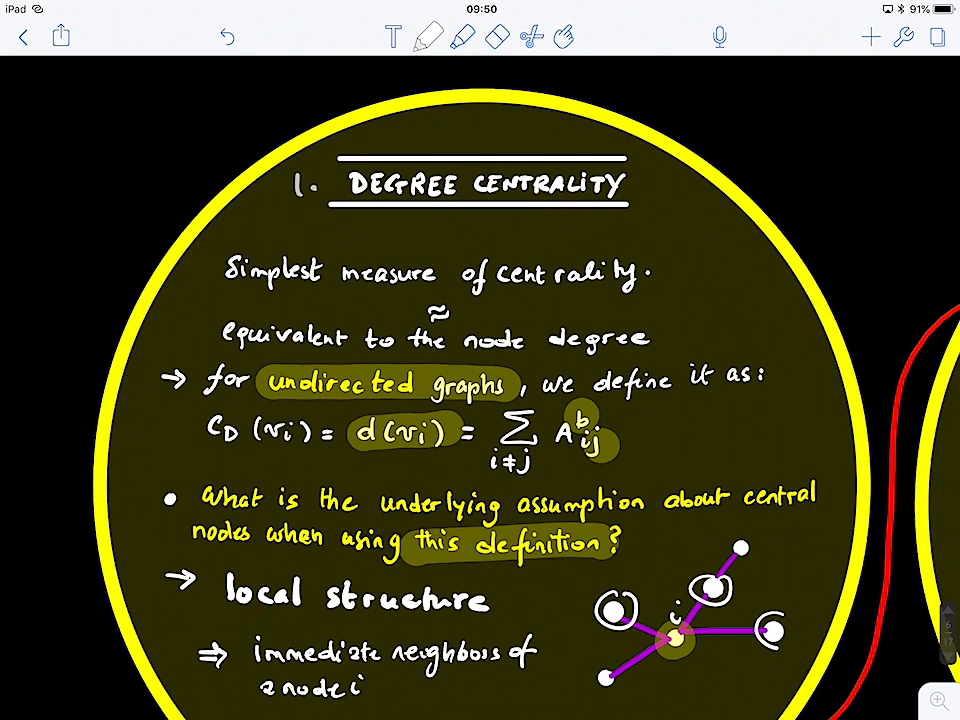 iPad
09:50
91%
T
1. DEGREE CENTRALITY
Simplest measure of centrality.
≈
equivalent to the node degree
→ for undirected graphs, we define it as:
C_D (v_i) = d(v_i) = ∑_{i≠j} A^b_{ij}
• What is the underlying assumption about central
nodes when using this definition?
→ local structure
i
⇒ immediate neighbors of
a node i
6
17